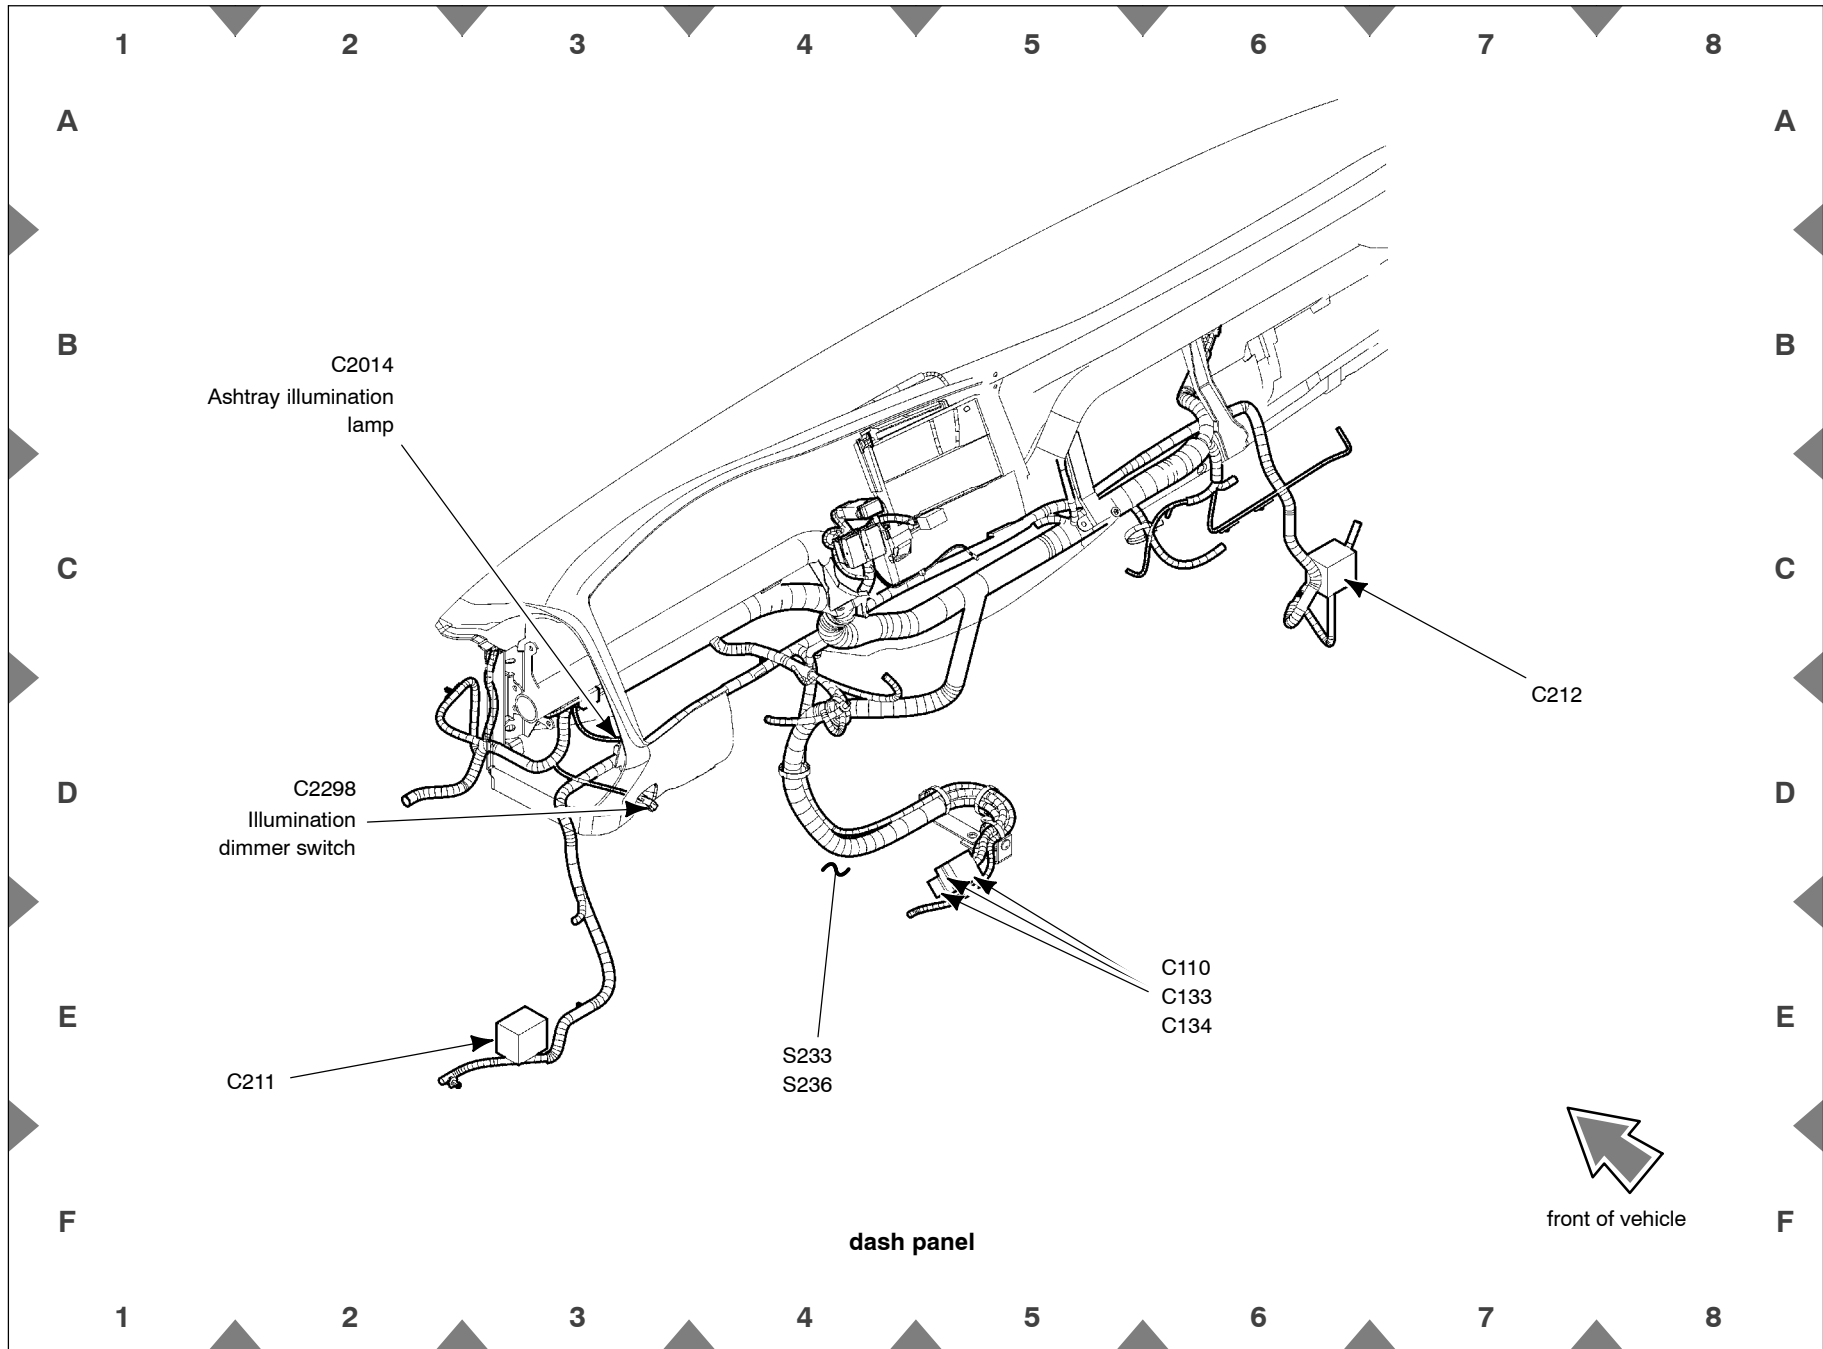 1 2 3 4 5 6 7 8
A A
B B
C2014
Ashtray illumination
lamp
C C
C212
C2298
D D
Illumination
dimmer switch
C110
C133
E E
C134
S233
C211
S236
front of vehicle
F F
dash panel
1 2 3 4 5 6 7 8